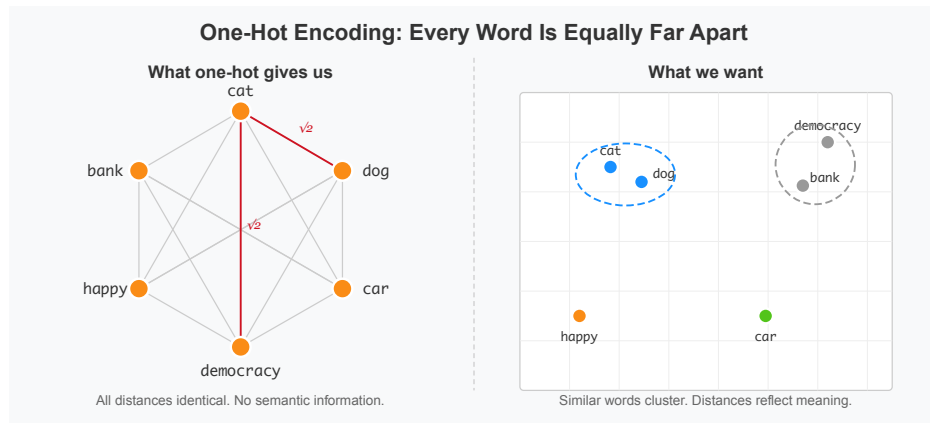 One-Hot Encoding: Every Word Is Equally Far Apart
What one-hot gives us
cat
√2
bank
dog
√2
happy
car
democracy
All distances identical. No semantic information.
What we want
democracy
cat
dog
bank
happy
car
Similar words cluster. Distances reflect meaning.